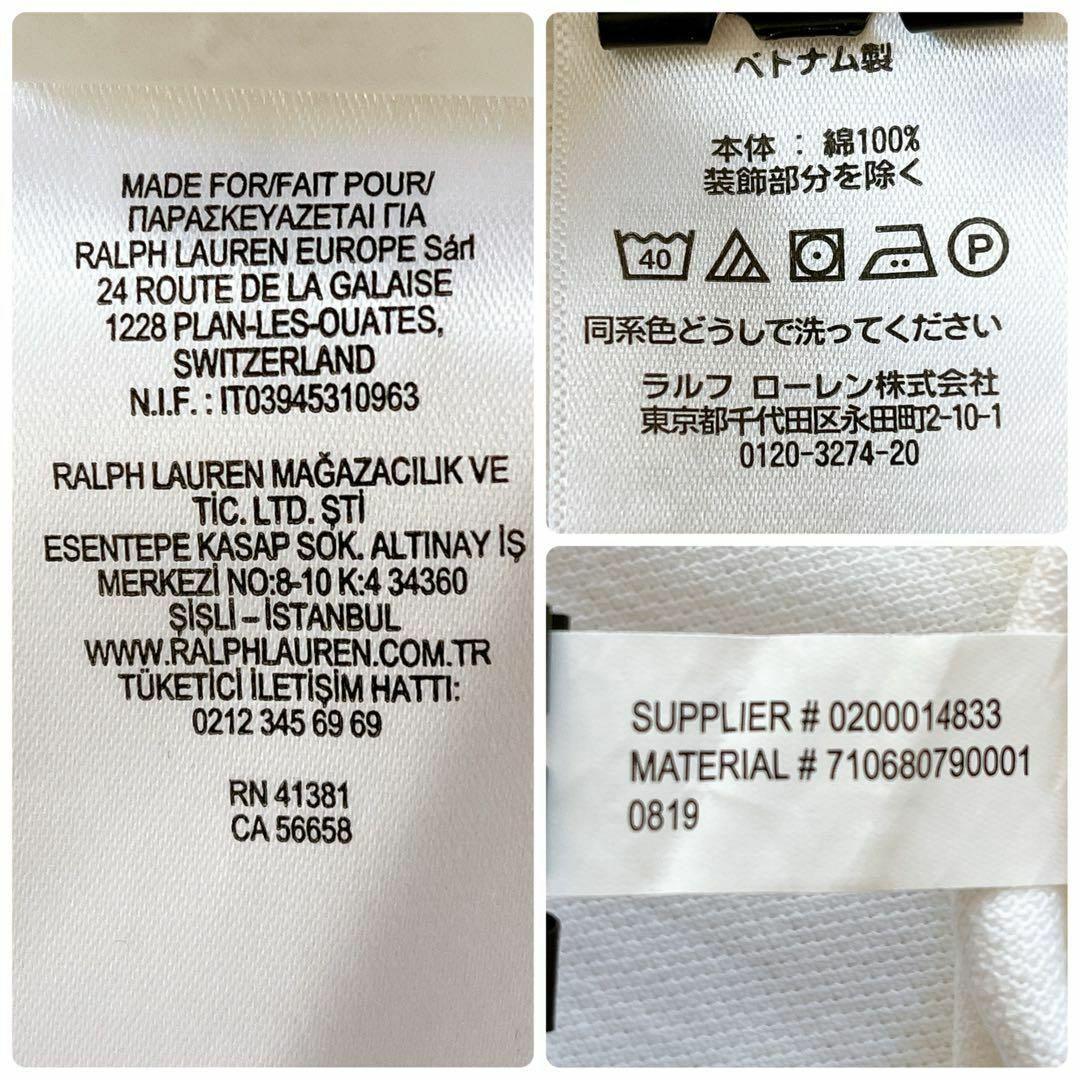 MADE FOR/FAIT POUR/
ΠΑΡΑΣΚΕΥΑΖΕΤΑΙ ΓΙΑ
RALPH LAUREN EUROPE Sárl
24 ROUTE DE LA GALAISE
1228 PLAN-LES-OUATES,
SWITZERLAND
N.I.F. : IT03945310963
RALPH LAUREN MAĞAZACILIK VE
TİC. LTD. ŞTİ
ESENTEPE KASAP SOK. ALTINAY İŞ
MERKEZİ NO:8-10 K:4 34360
ŞİŞLİ – İSTANBUL
WWW.RALPHLAUREN.COM.TR
TÜKETİCİ İLETİŞİM HATTI:
0212 345 69 69
RN 41381
CA 56658
ベトナム製
本体 : 綿100%
装飾部分を除く
40 P
同系色どうしで洗ってください
ラルフ ローレン株式会社
東京都千代田区永田町2-10-1
0120-3274-20
SUPPLIER # 0200014833
MATERIAL # 710680790001
0819